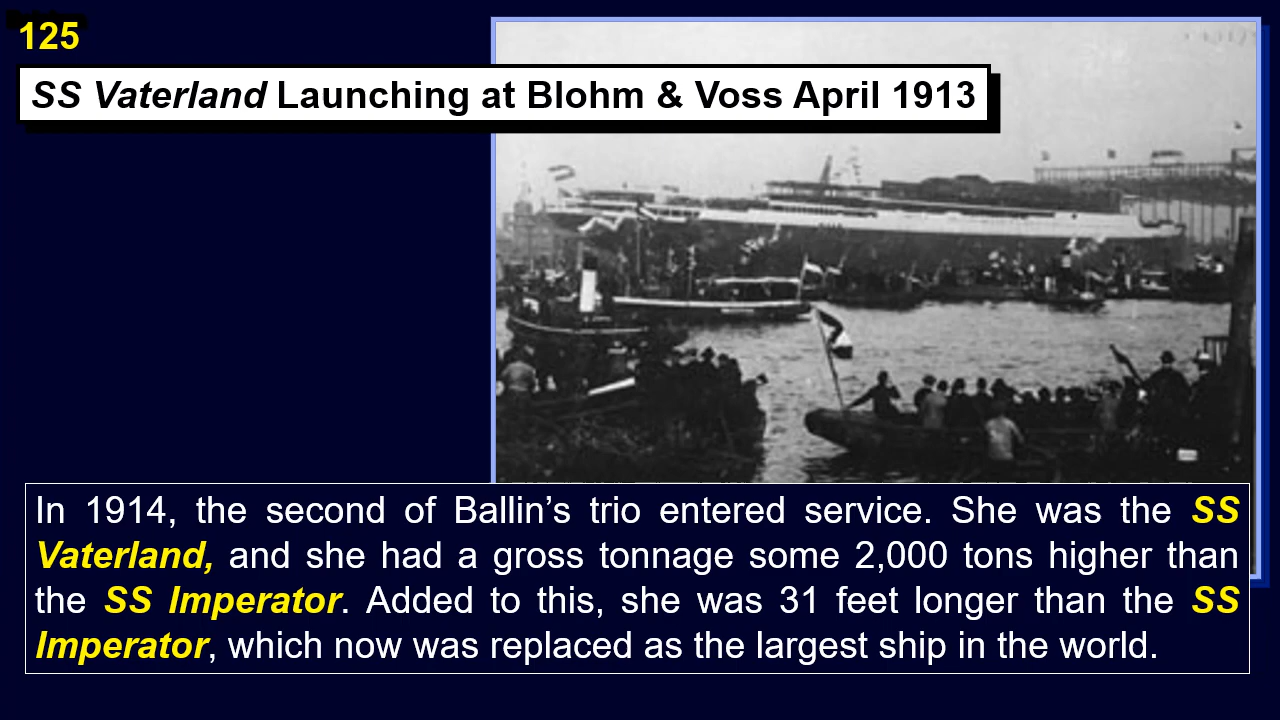 125
SS Vaterland Launching at Blohm & Voss April 1913
In 1914, the second of Ballin’s trio entered service. She was the SS
Vaterland, and she had a gross tonnage some 2,000 tons higher than
the SS Imperator. Added to this, she was 31 feet longer than the SS
Imperator, which now was replaced as the largest ship in the world.